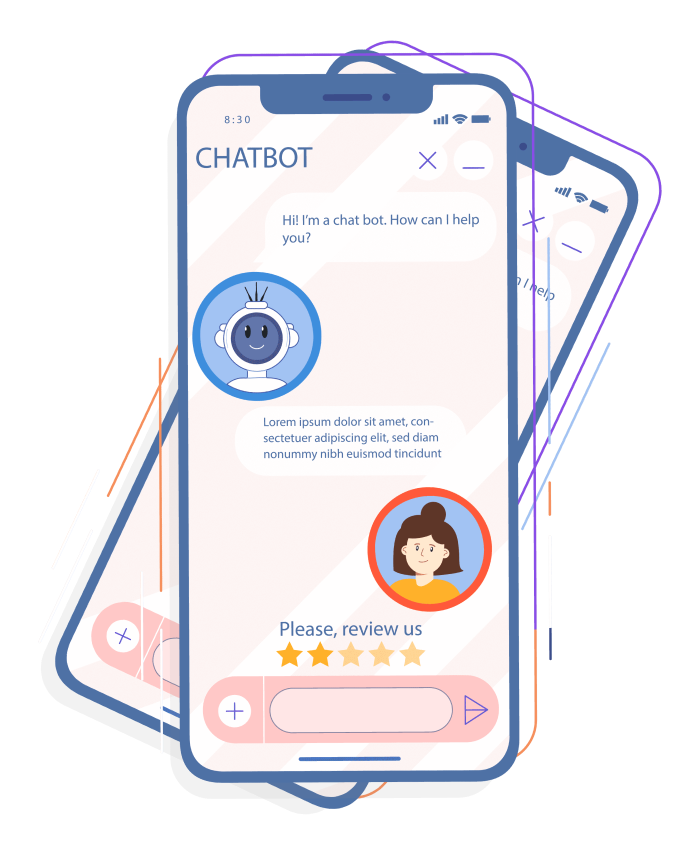 8:30
CHATBOT
Hi! I'm a chat bot. How can I help
you?
I help
Lorem ipsum dolor sit amet, con-
sectetuer adipiscing elit, sed diam
nonummy nibh euismod tincidunt
Please, review us